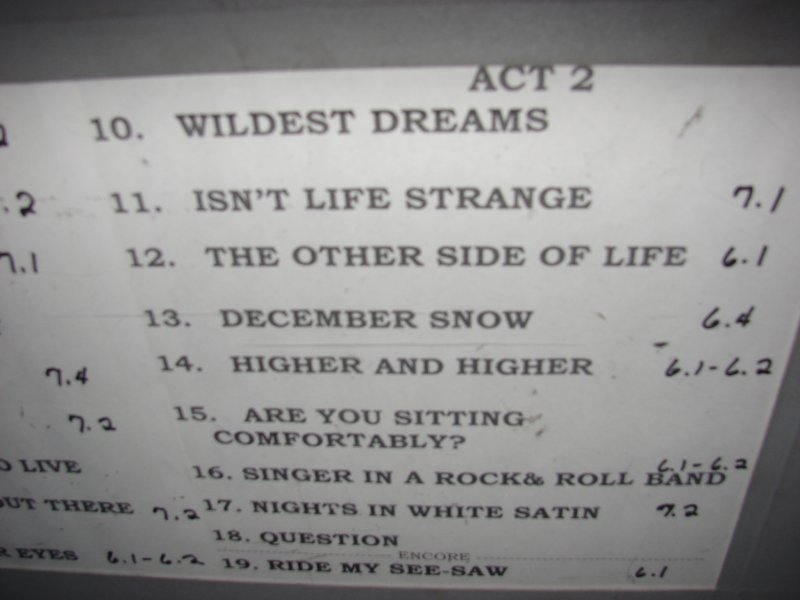 ACT 2
10. WILDEST DREAMS
.2 11. ISN'T LIFE STRANGE 7.1
7.1 12. THE OTHER SIDE OF LIFE 6.1
13. DECEMBER SNOW 6.4
7.4 14. HIGHER AND HIGHER 6.1-6.2
7.2 15. ARE YOU SITTING
COMFORTABLY?
LIVE 16. SINGER IN A ROCK& ROLL BAND 6.1-6.2
OUT THERE 7.2 17. NIGHTS IN WHITE SATIN 7.2
18. QUESTION
ENCORE
EYES 6.1-6.2 19. RIDE MY SEE-SAW 6.1